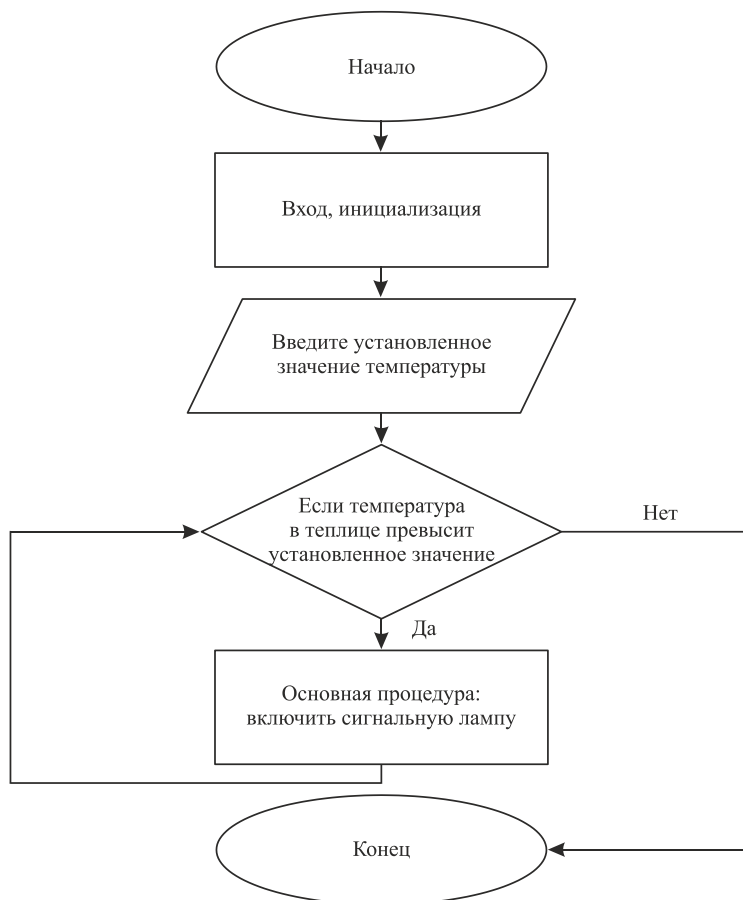 Начало
Вход, инициализация
Введите установленное
значение температуры
Если температура
в теплице превысит
установленное значение
Нет
Да
Основная процедура:
включить сигнальную лампу
Конец